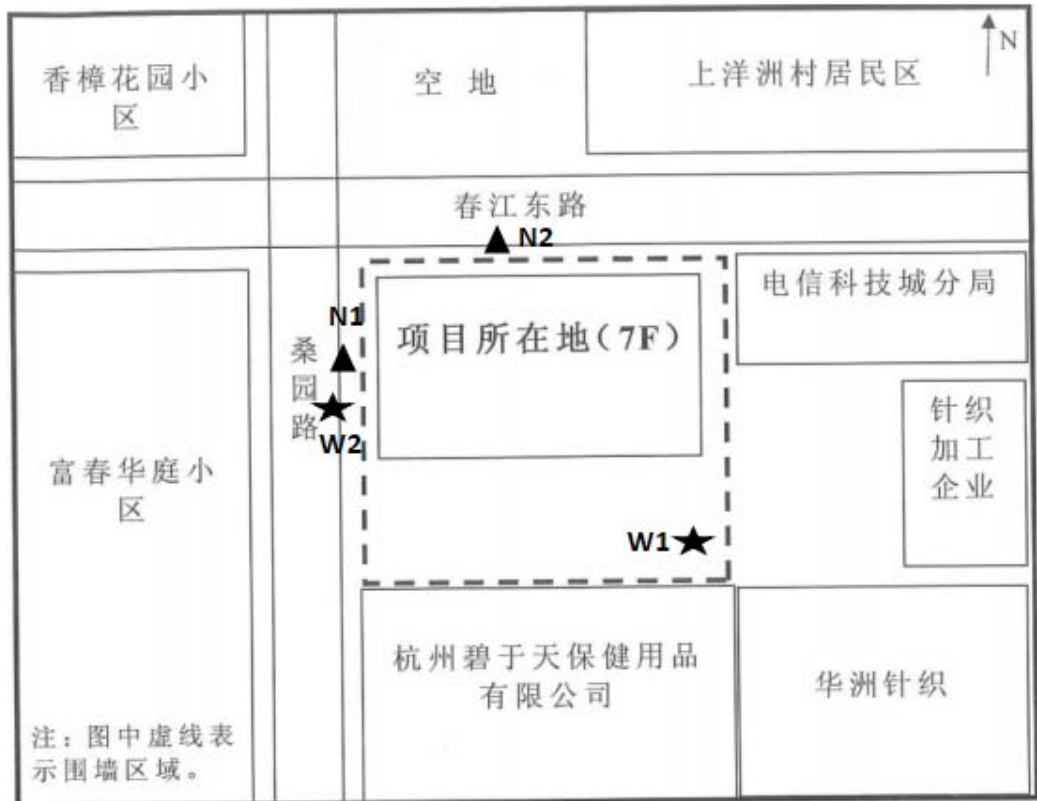 香樟花园小
区
空 地
上洋洲村居民区
N
春江东路
N2
电信科技城分局
项目所在地(7F)
N1
桑
园
路
W2
针织
加工
企业
富春华庭小
区
W1
杭州碧于天保健用品
有限公司
华洲针织
注：图中虚线表
示围墙区域。